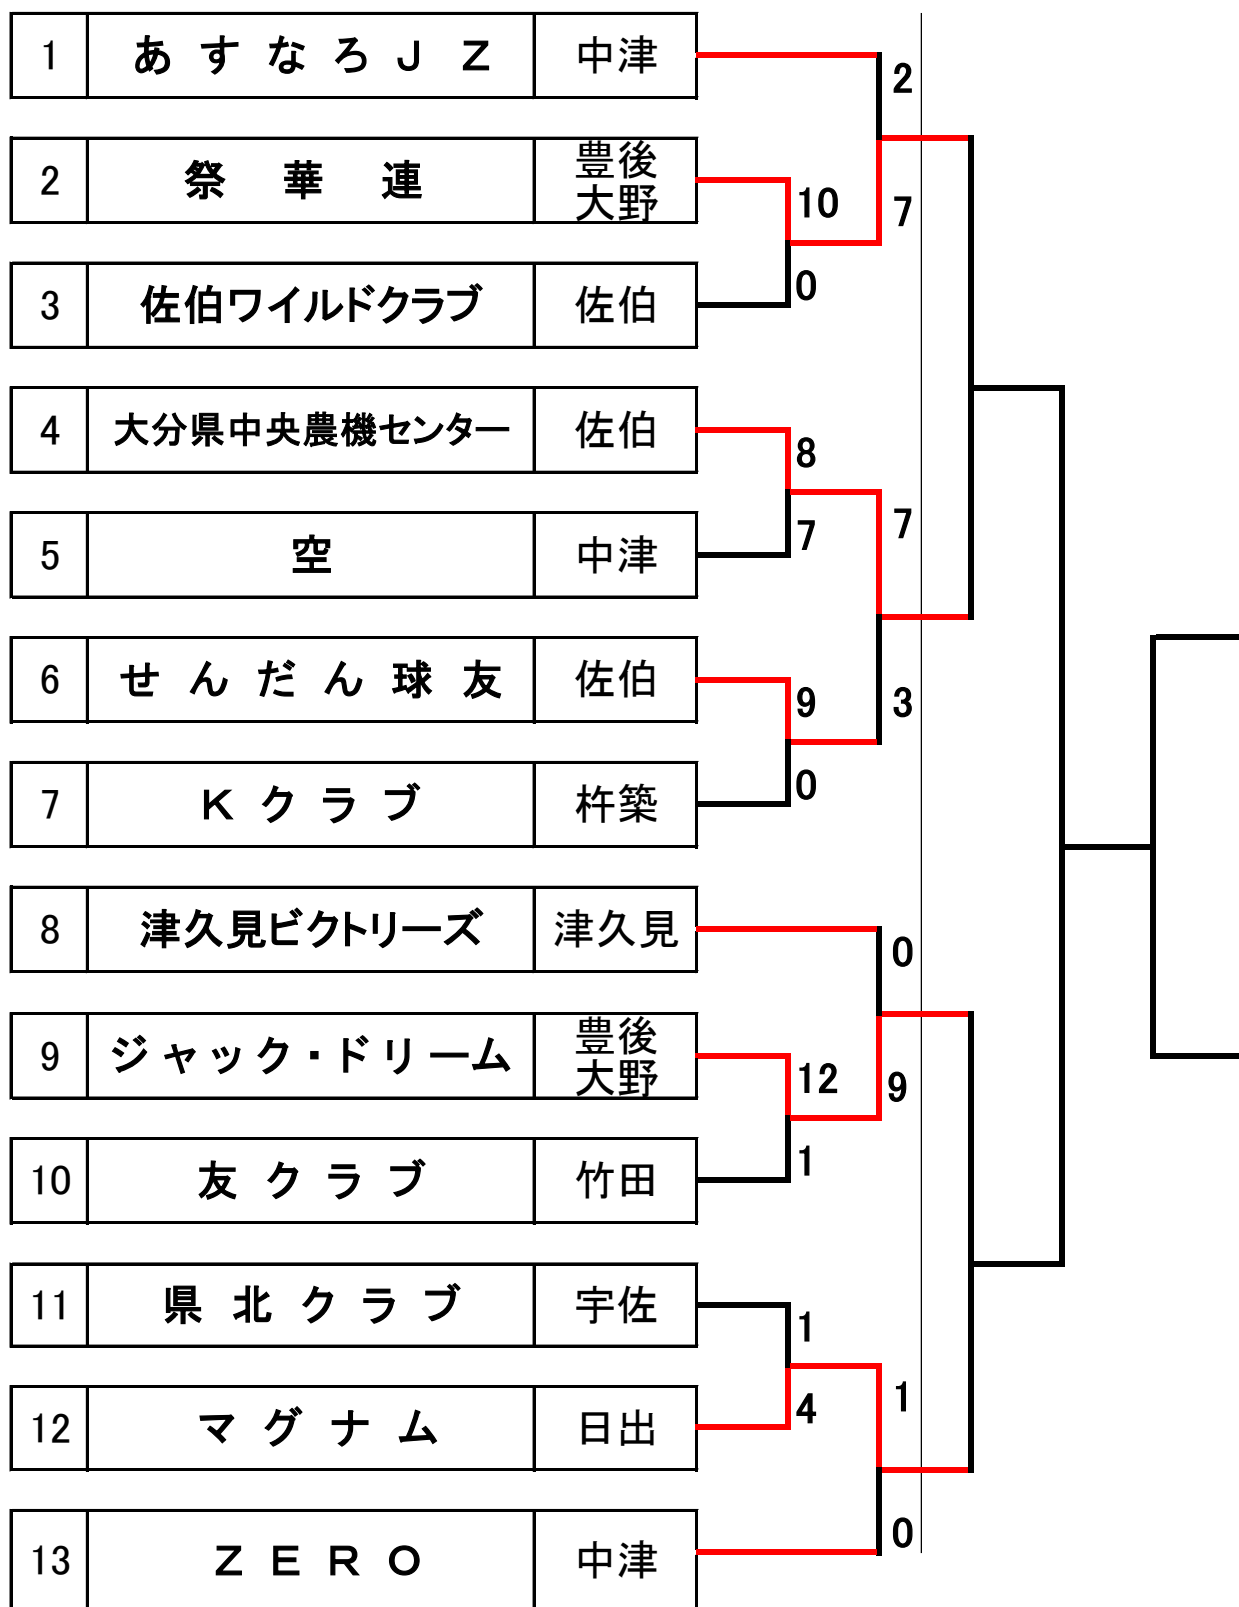 1 あすなろJZ 中津
2
2 祭華連 豊後
大野
10
7
3 佐伯ワイルドクラブ 佐伯
0
4 大分県中央農機センター 佐伯
8
7
5 空 中津
7
6 せんだん球友 佐伯
9
3
7 Kクラブ 杵築
0
8 津久見ビクトリーズ 津久見
0
9 ジャック・ドリーム 豊後
大野
12
9
10 友クラブ 竹田
1
11 県北クラブ 宇佐
1
12 マグナム 日出
4
1
13 ZERO 中津
0